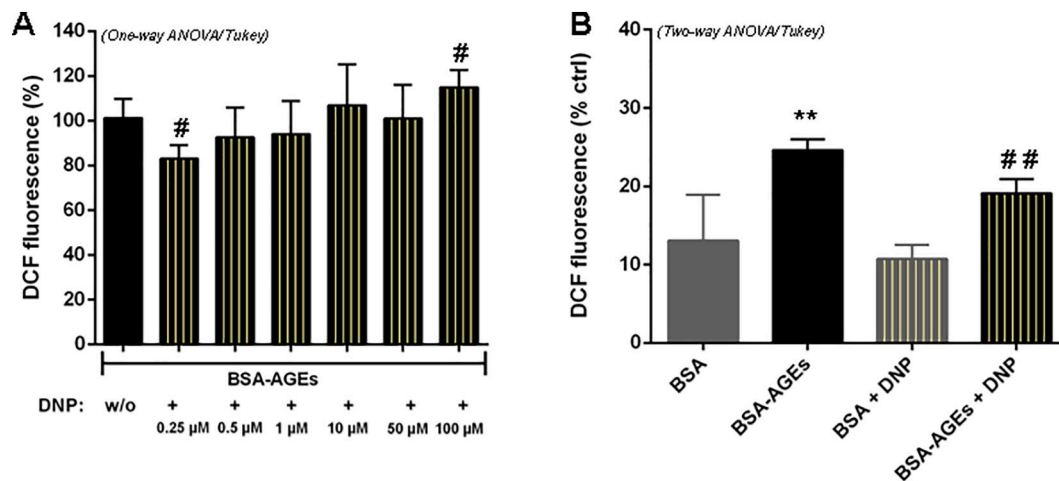 A
(One-way ANOVA/Tukey)
DCF fluorescence (%)
140
120
100
80
60
40
20
0
#
#
BSA-AGEs
DNP: w/o + + + + + +
0.25 µM 0.5 µM 1 µM 10 µM 50 µM 100 µM
B
(Two-way ANOVA/Tukey)
DCF fluorescence (% ctrl)
40
30
20
10
0
**
##
BSA
BSA-AGEs
BSA + DNP
BSA-AGEs + DNP